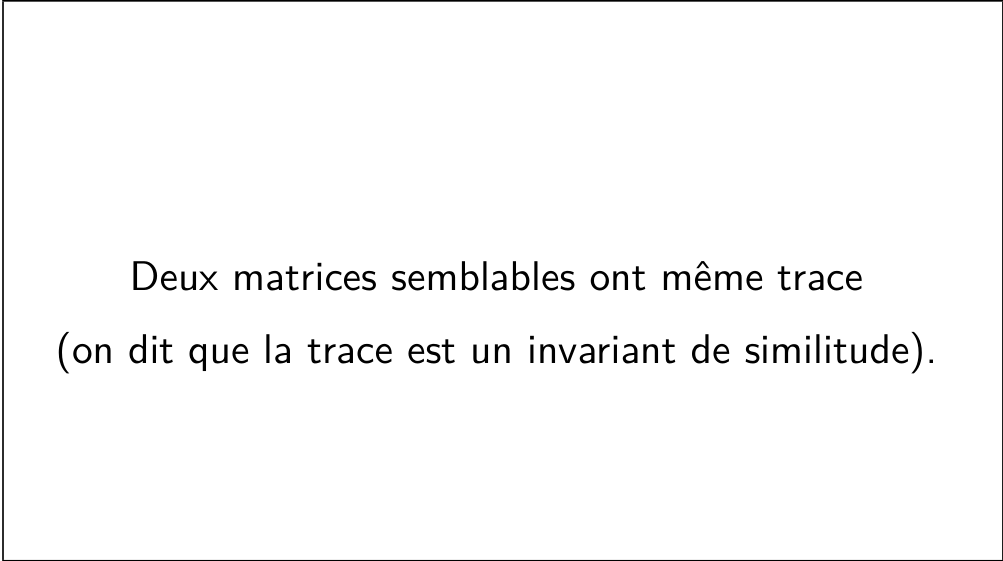 Deux matrices semblables ont même trace
(on dit que la trace est un invariant de similitude).